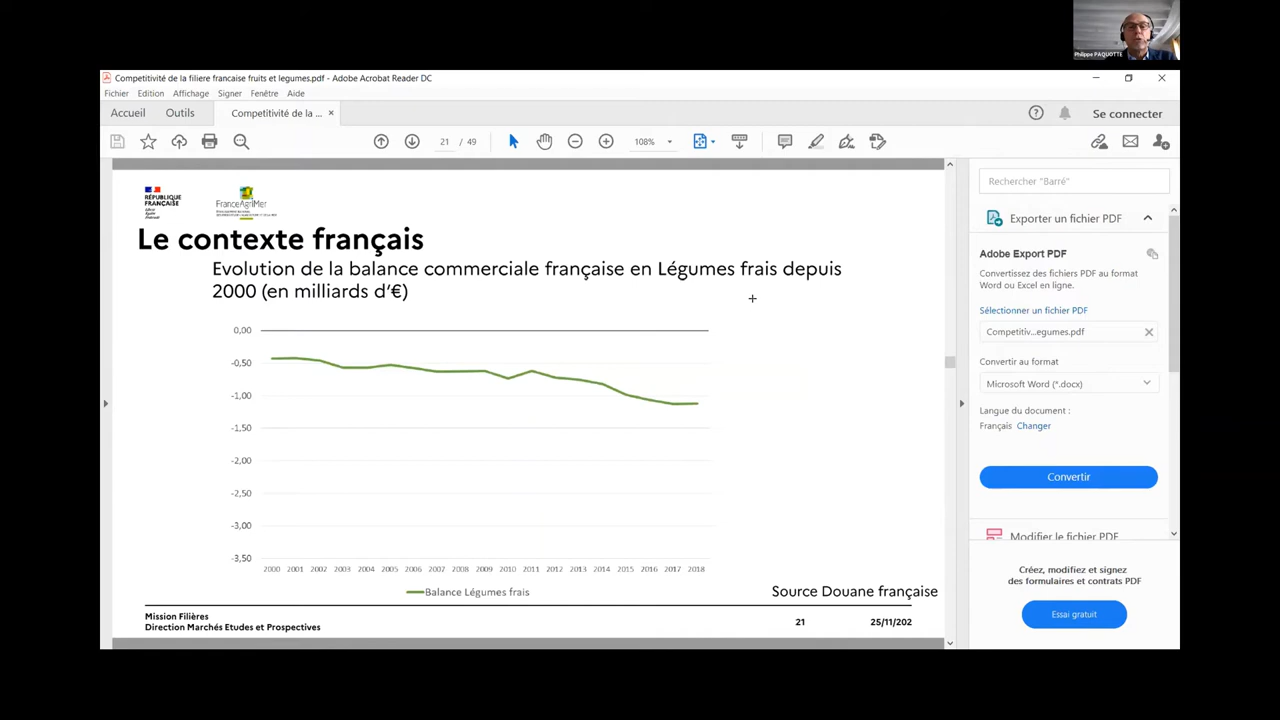 Philippe PAQUOTTE
Competitivité de la filiere francaise fruits et legumes.pdf - Adobe Acrobat Reader DC
Fichier Edition Affichage Signer Fenêtre Aide
Accueil Outils Competitivité de la ... × Se connecter
21 / 49 108%
Rechercher "Barré"
Exporter un fichier PDF
Adobe Export PDF
Convertissez des fichiers PDF au format
Word ou Excel en ligne.
Sélectionner un fichier PDF
Competitiv...egumes.pdf
Convertir au format
Microsoft Word (*.docx)
Langue du document :
Français Changer
Convertir
Modifier le fichier PDF
Créez, modifiez et signez
des formulaires et contrats PDF
Essai gratuit
RÉPUBLIQUE
FRANÇAISE
Liberté
Égalité
Fraternité
FranceAgriMer
Le contexte français
Evolution de la balance commerciale française en Légumes frais depuis
2000 (en milliards d'€)
0,00
-0,50
-1,00
-1,50
-2,00
-2,50
-3,00
-3,50
2000 2001 2002 2003 2004 2005 2006 2007 2008 2009 2010 2011 2012 2013 2014 2015 2016 2017 2018
Balance Légumes frais
Source Douane française
Mission Filières
Direction Marchés Etudes et Prospectives
21 25/11/202